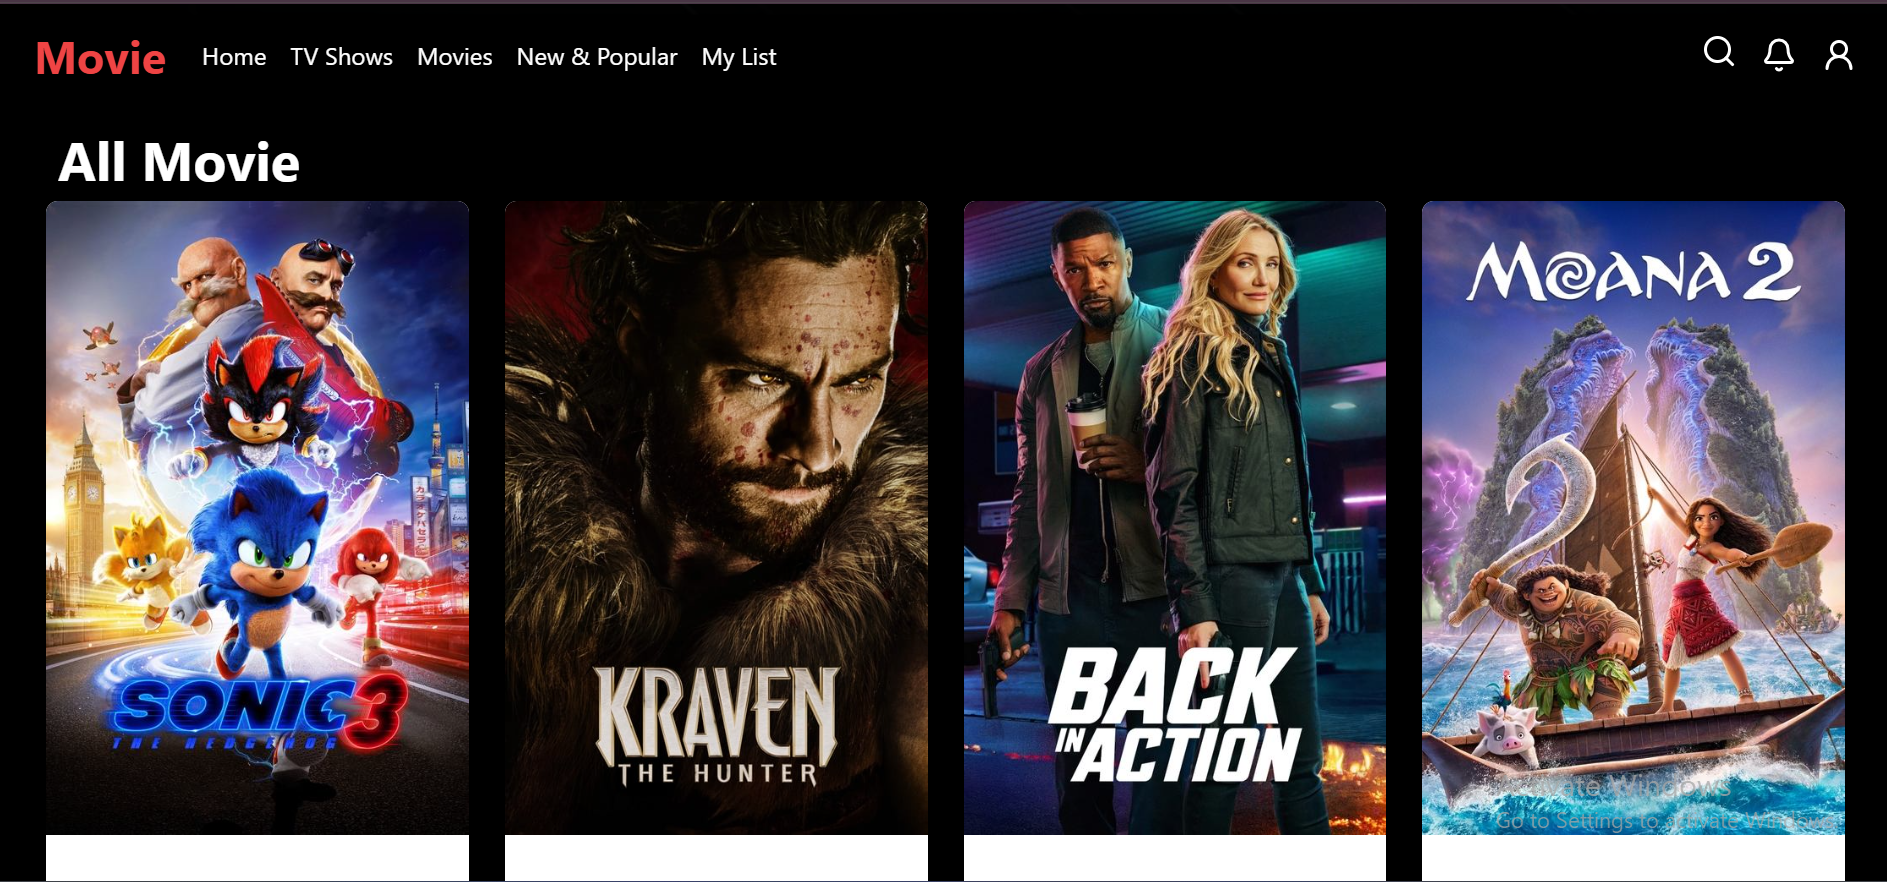 Movie Home TV Shows Movies New & Popular My List
All Movie
SONIC 3
THE HEDGEHOG
KRAVEN
THE HUNTER
BACK
IN ACTION
MOANA 2
Activate Windows
Go to Settings to activate Windows.